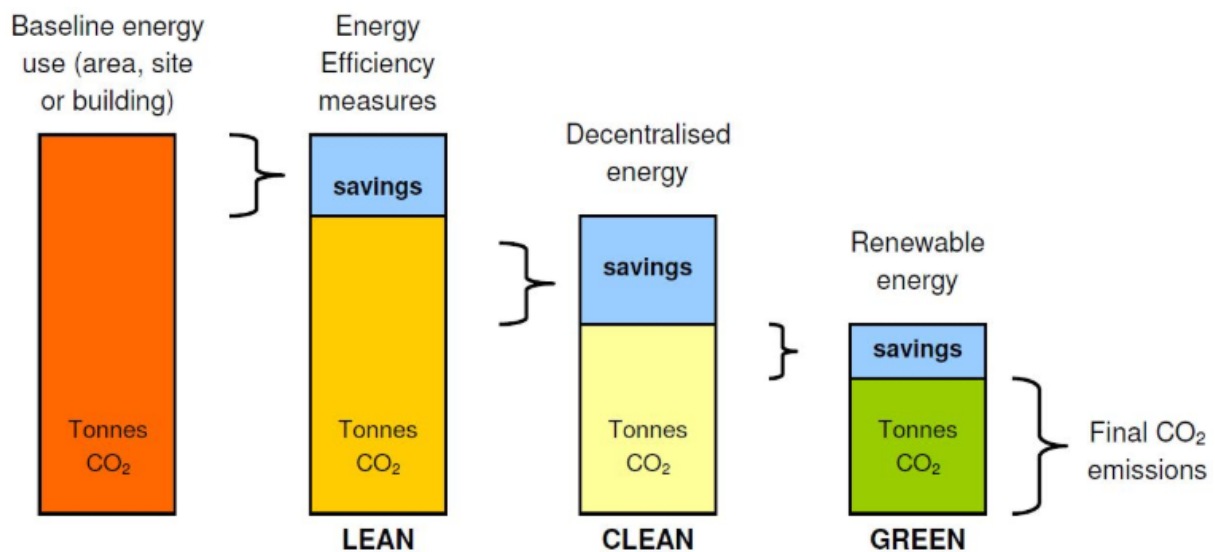 Baseline energy
use (area, site
or building)
Energy
Efficiency
measures
Decentralised
energy
Renewable
energy
savings
savings
savings
Tonnes
CO₂
Tonnes
CO₂
Tonnes
CO₂
Tonnes
CO₂
Final CO₂
emissions
LEAN
CLEAN
GREEN